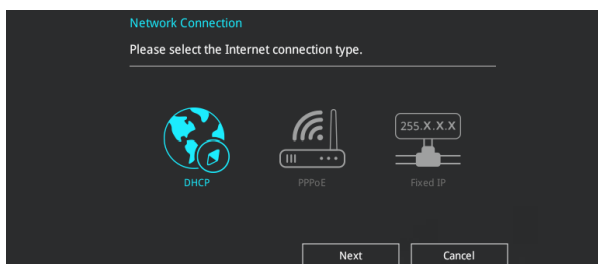 Network Connection
Please select the Internet connection type.
255.X.X.X
DHCP PPPoE Fixed IP
Next Cancel